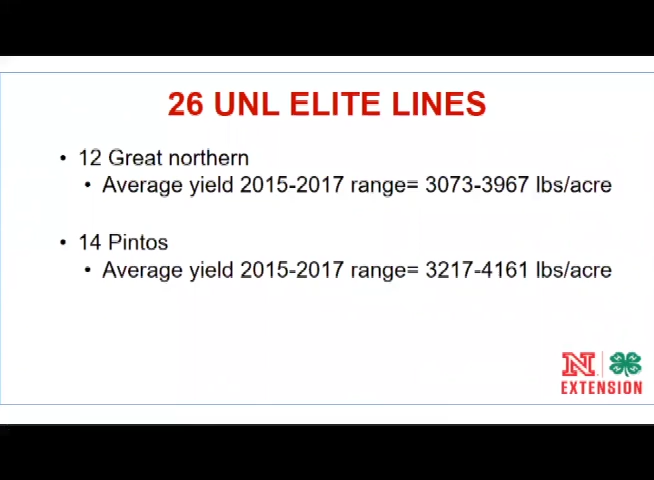 26 UNL ELITE LINES
• 12 Great northern
• Average yield 2015-2017 range= 3073-3967 lbs/acre
• 14 Pintos
• Average yield 2015-2017 range= 3217-4161 lbs/acre
N
EXTENSION